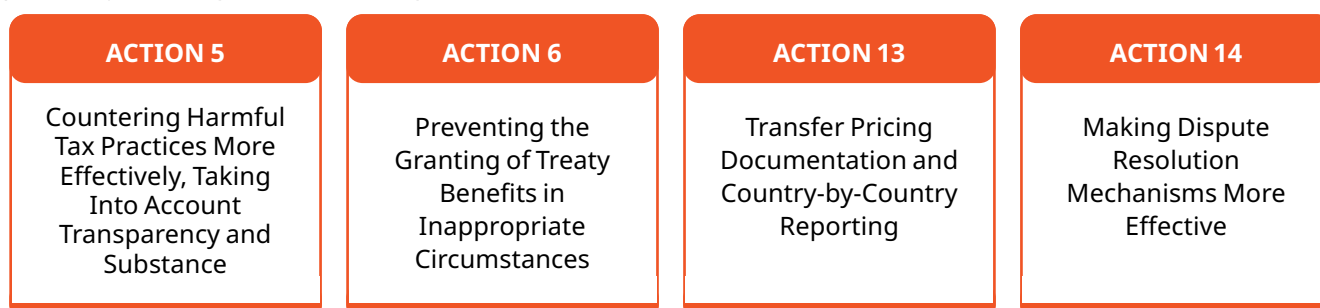 ACTION 5
Countering Harmful
Tax Practices More
Effectively, Taking
Into Account
Transparency and
Substance
ACTION 6
Preventing the
Granting of Treaty
Benefits in
Inappropriate
Circumstances
ACTION 13
Transfer Pricing
Documentation and
Country-by-Country
Reporting
ACTION 14
Making Dispute
Resolution
Mechanisms More
Effective